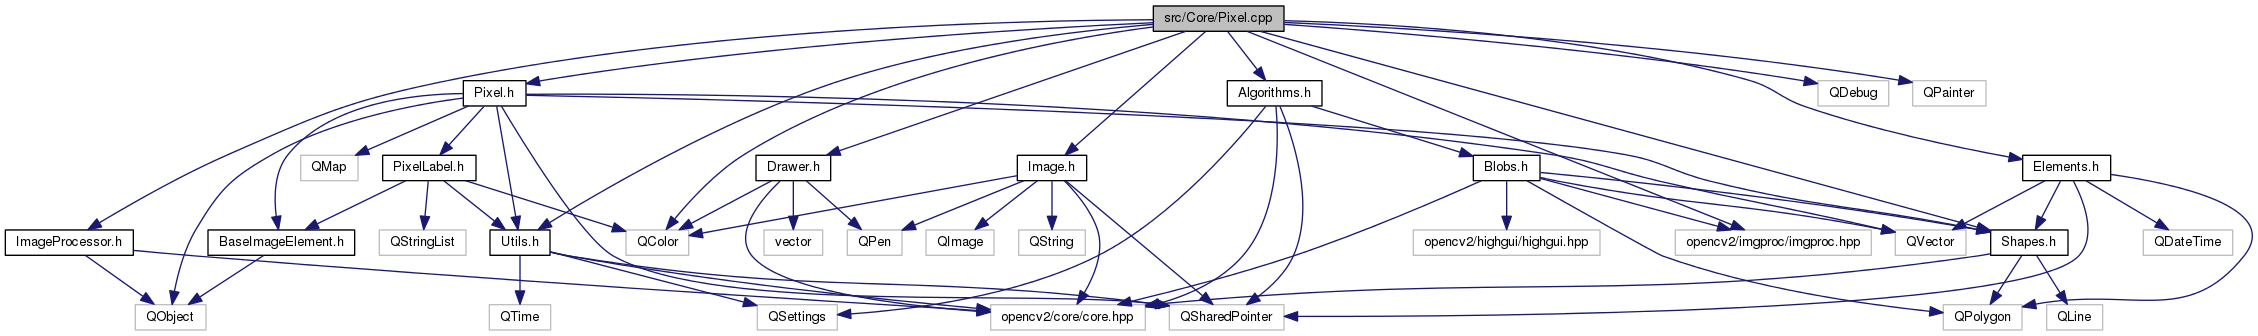 src/Core/Pixel.cpp
Pixel.h
Algorithms.h
QDebug
QPainter
QMap
PixelLabel.h
Drawer.h
Image.h
Blobs.h
Elements.h
ImageProcessor.h
BaseImageElement.h
QStringList
Utils.h
QColor
vector
QPen
QImage
QString
opencv2/highgui/highgui.hpp
opencv2/imgproc/imgproc.hpp
QVector
Shapes.h
QDateTime
QObject
QTime
QSettings
opencv2/core/core.hpp
QSharedPointer
QPolygon
QLine